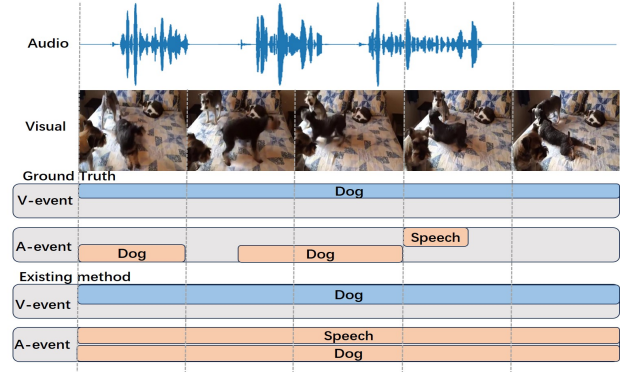 Audio
Visual
Ground Truth
V-event
Dog
A-event
Speech
Dog
Dog
Existing method
V-event
Dog
A-event
Speech
Dog